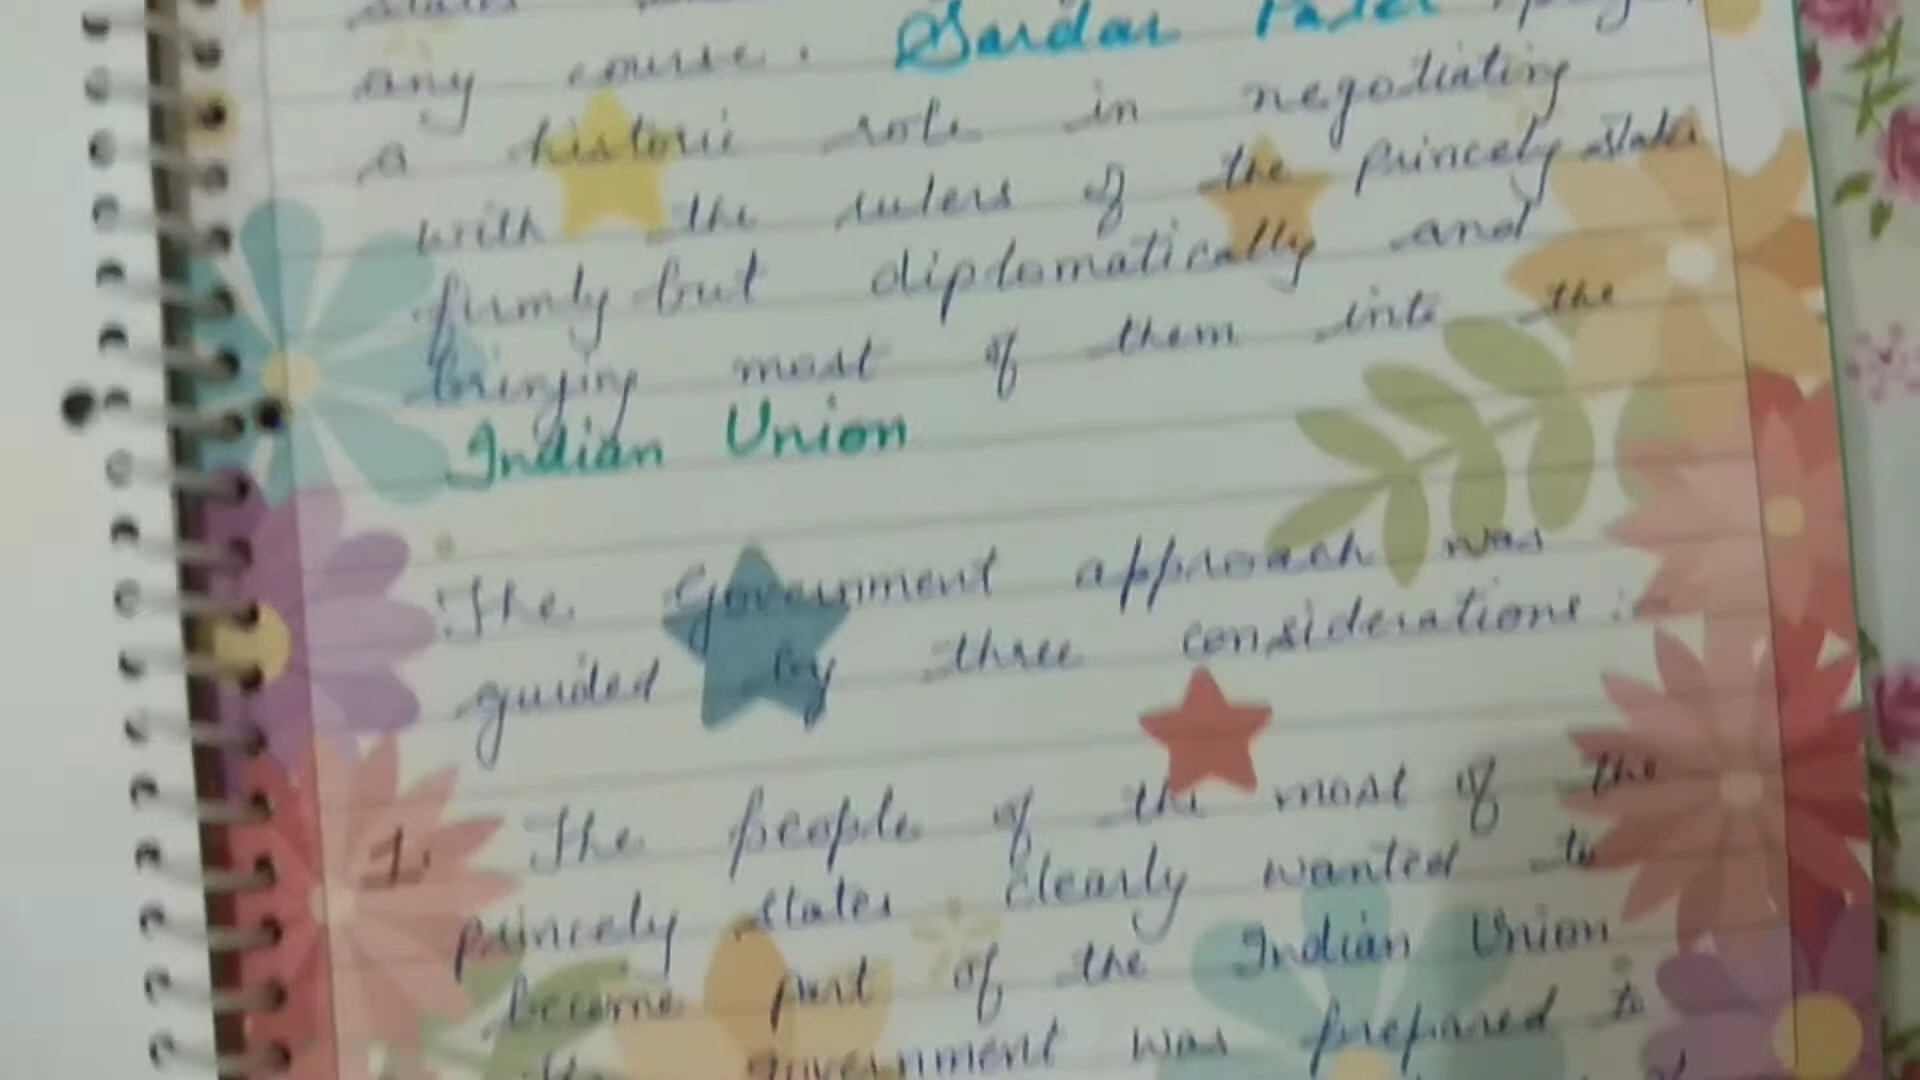 states
any course. Sardar Patel
a historic role in negotiating
with the rulers of the princely states
firmly but diplomatically and
bringing most of them into the
Indian Union
The Government approach was
guided by three considerations :-
1. The people of the most of the
princely states clearly wanted to
become part of the Indian Union
government was prepared to